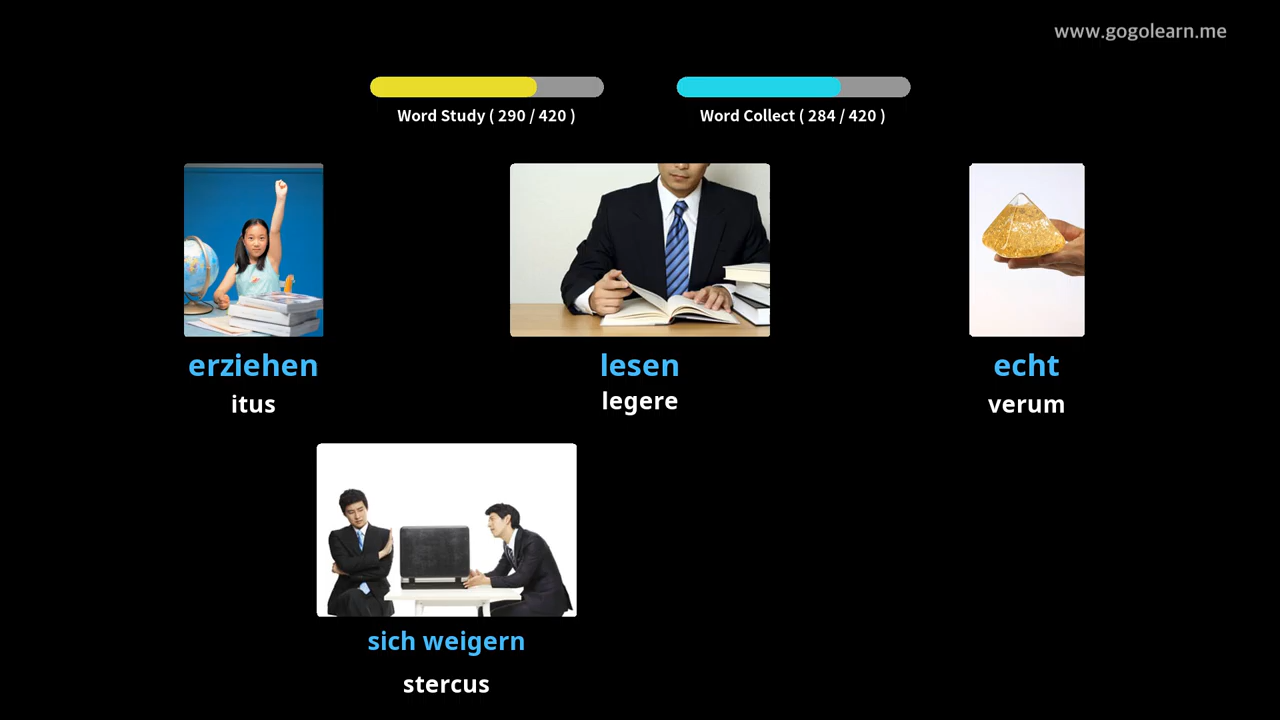 www.gogolearn.me
Word Study ( 290 / 420 )
Word Collect ( 284 / 420 )
erziehen
itus
lesen
legere
echt
verum
sich weigern
stercus